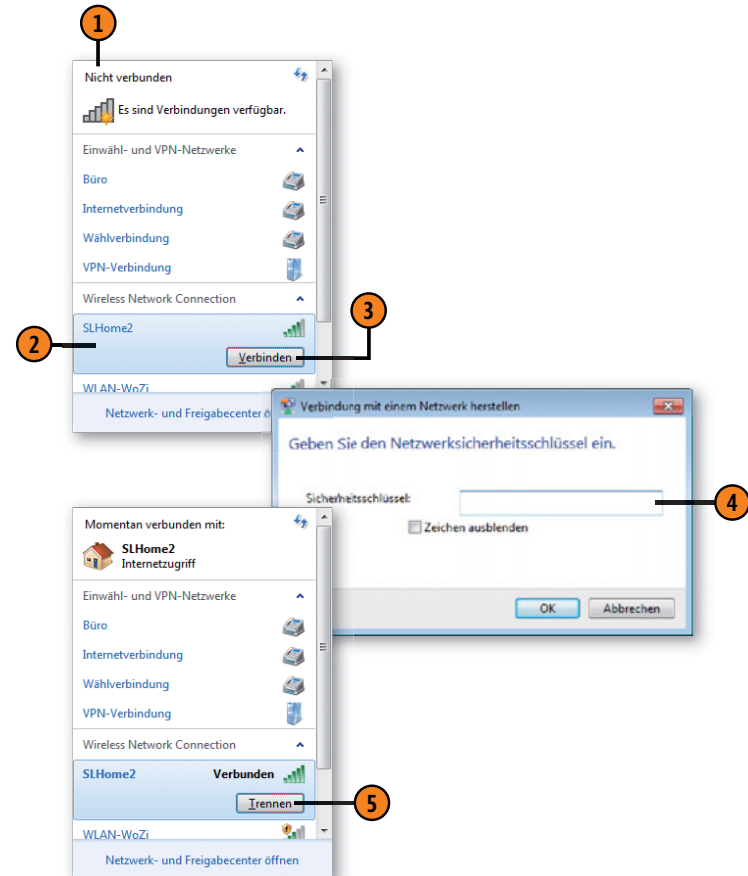 1
Nicht verbunden
Es sind Verbindungen verfügbar.
Einwähl- und VPN-Netzwerke
Büro
Internetverbindung
Wählverbindung
VPN-Verbindung
Wireless Network Connection
3
SLHome2
2
Verbinden
WLAN-WoZi
Netzwerk- und Freigabecenter
Verbindung mit einem Netzwerk herstellen
Geben Sie den Netzwerksicherheitsschlüssel ein.
Sicherheitsschlüssel:
4
Zeichen ausblenden
OK Abbrechen
Momentan verbunden mit:
SLHome2
Internetzugriff
Einwähl- und VPN-Netzwerke
Büro
Internetverbindung
Wählverbindung
VPN-Verbindung
Wireless Network Connection
SLHome2 Verbunden
Trennen
5
WLAN-WoZi
Netzwerk- und Freigabecenter öffnen